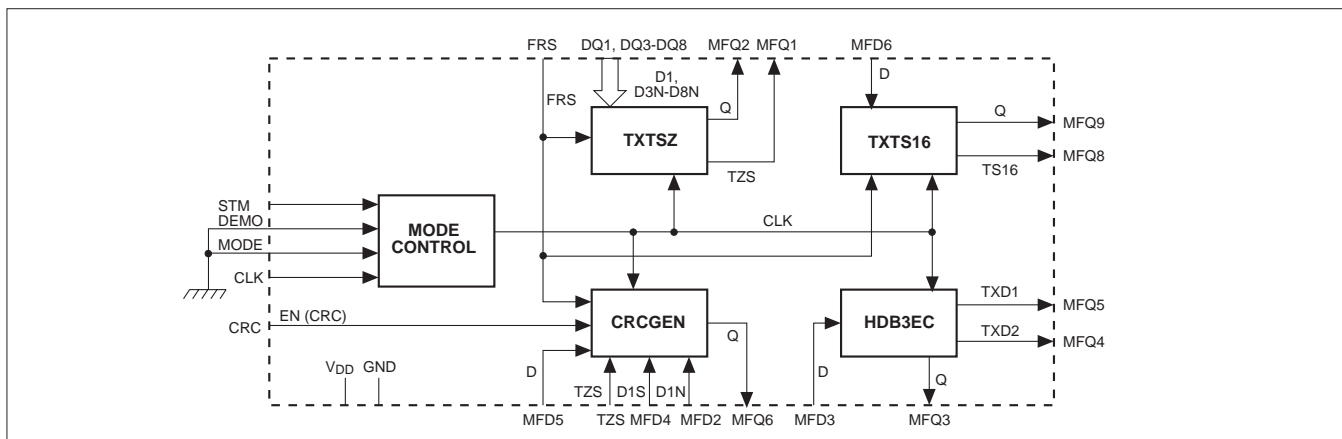 FRS DQ1, DQ3-DQ8 MFQ2 MFQ1 MFD6
D1,
D3N-D8N
FRS
Q
D
TXTSZ
TXTS16
Q
MFQ9
TS16
MFQ8
TZS
STM
DEMO
MODE
CLK
MODE
CONTROL
CLK
CRC
EN (CRC)
CRCGEN
Q
HDB3EC
TXD1
MFQ5
TXD2
MFQ4
VDD GND
D
TZS D1S D1N
D
Q
MFD5 TZS MFD4 MFD2 MFQ6 MFD3 MFQ3